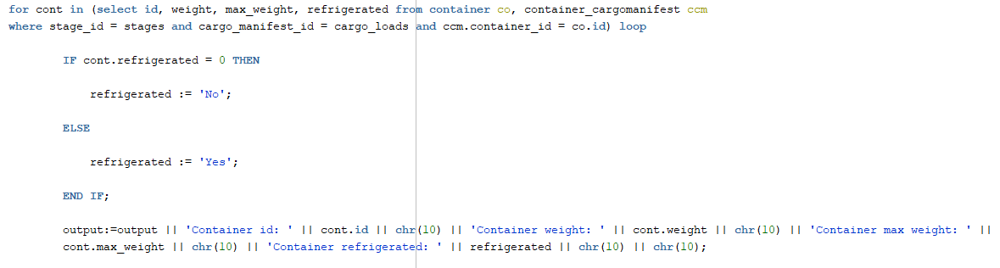 for cont in (select id, weight, max_weight, refrigerated from container co, container_cargomanifest ccm
where stage_id = stages and cargo_manifest_id = cargo_loads and ccm.container_id = co.id) loop
IF cont.refrigerated = 0 THEN
refrigerated := 'No';
ELSE
refrigerated := 'Yes';
END IF;
output:=output || 'Container id: ' || cont.id || chr(10) || 'Container weight: ' || cont.weight || chr(10) || 'Container max weight: ' ||
cont.max_weight || chr(10) || 'Container refrigerated: ' || refrigerated || chr(10) || chr(10);